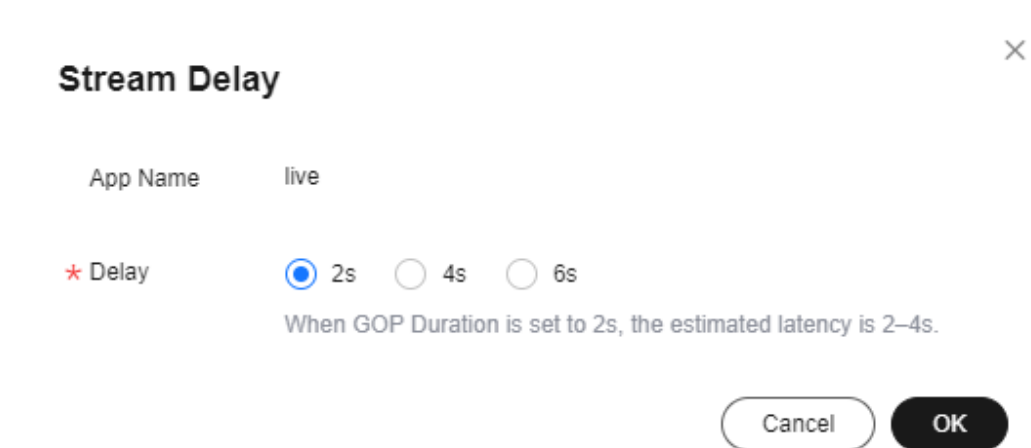 Stream Delay
App Name live
* Delay 2s 4s 6s
When GOP Duration is set to 2s, the estimated latency is 2–4s.
Cancel OK